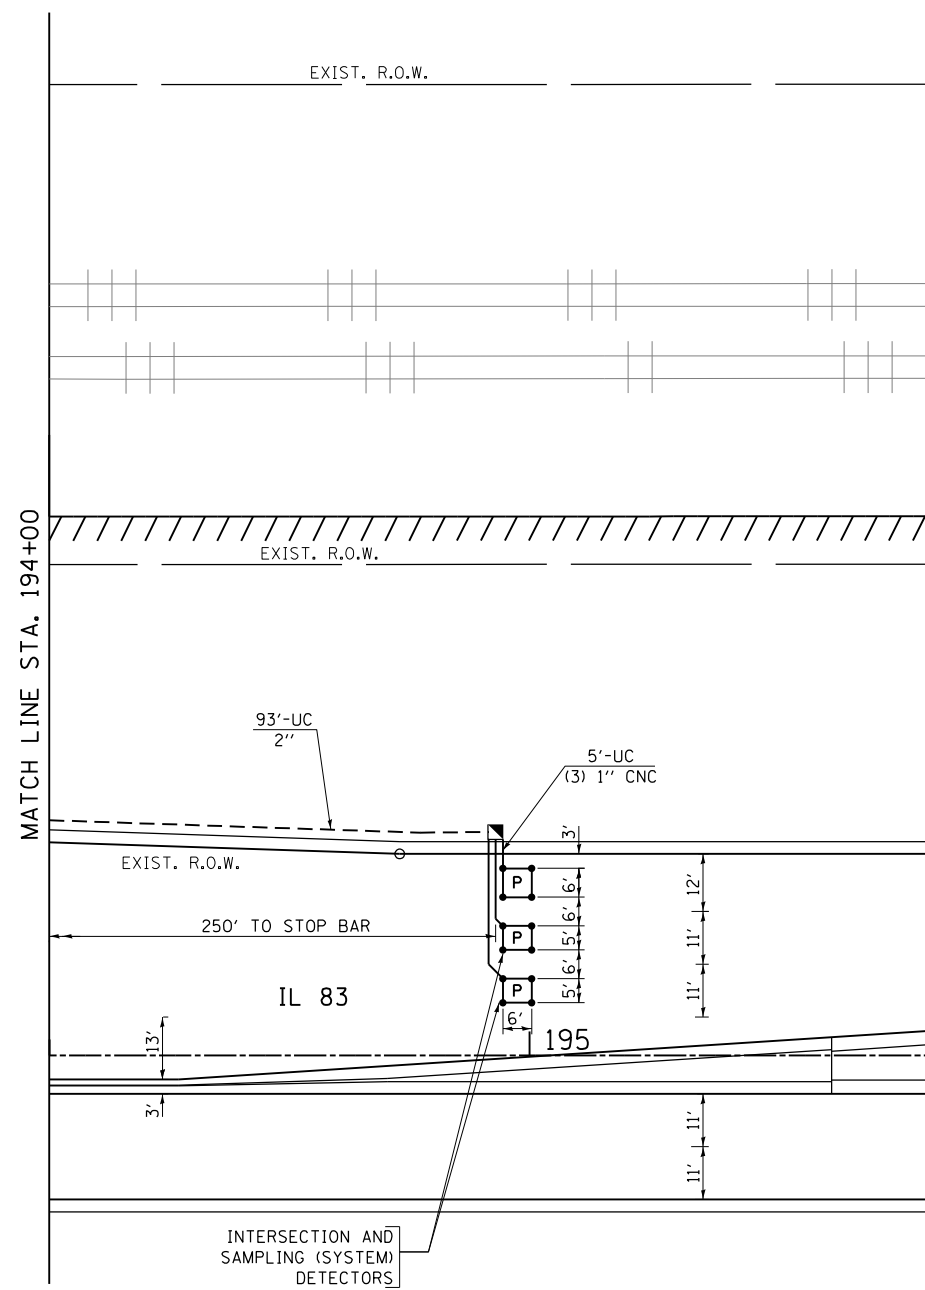 EXIST. R.O.W.
MATCH LINE STA. 194+00
EXIST. R.O.W.
93'-UC
2''
5'-UC
(3) 1'' CNC
3'
EXIST. R.O.W.
P
6'
12'
6'
250' TO STOP BAR
P
5'
11'
6'
IL 83
P
5'
11'
6'
13'
195
3'
11'
11'
INTERSECTION AND
SAMPLING (SYSTEM)
DETECTORS